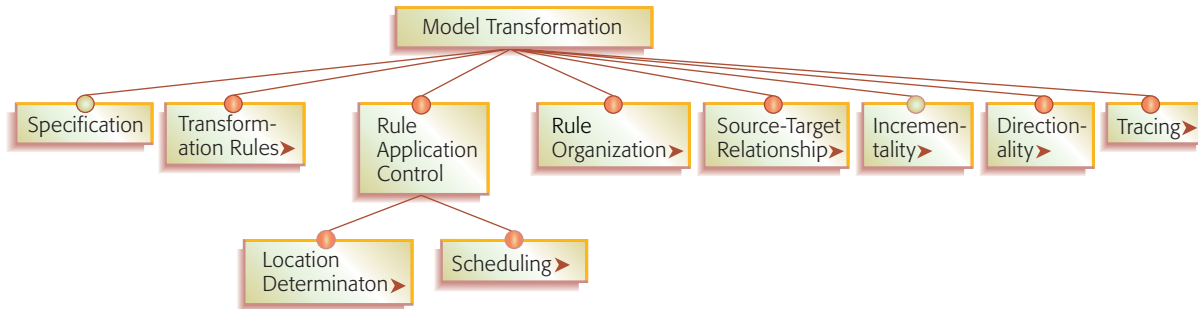 Model Transformation
Specification
Transform-
ation Rules
Rule
Application
Control
Rule
Organization
Source-Target
Relationship
Incremen-
tality
Direction-
ality
Tracing
Location
Determinaton
Scheduling